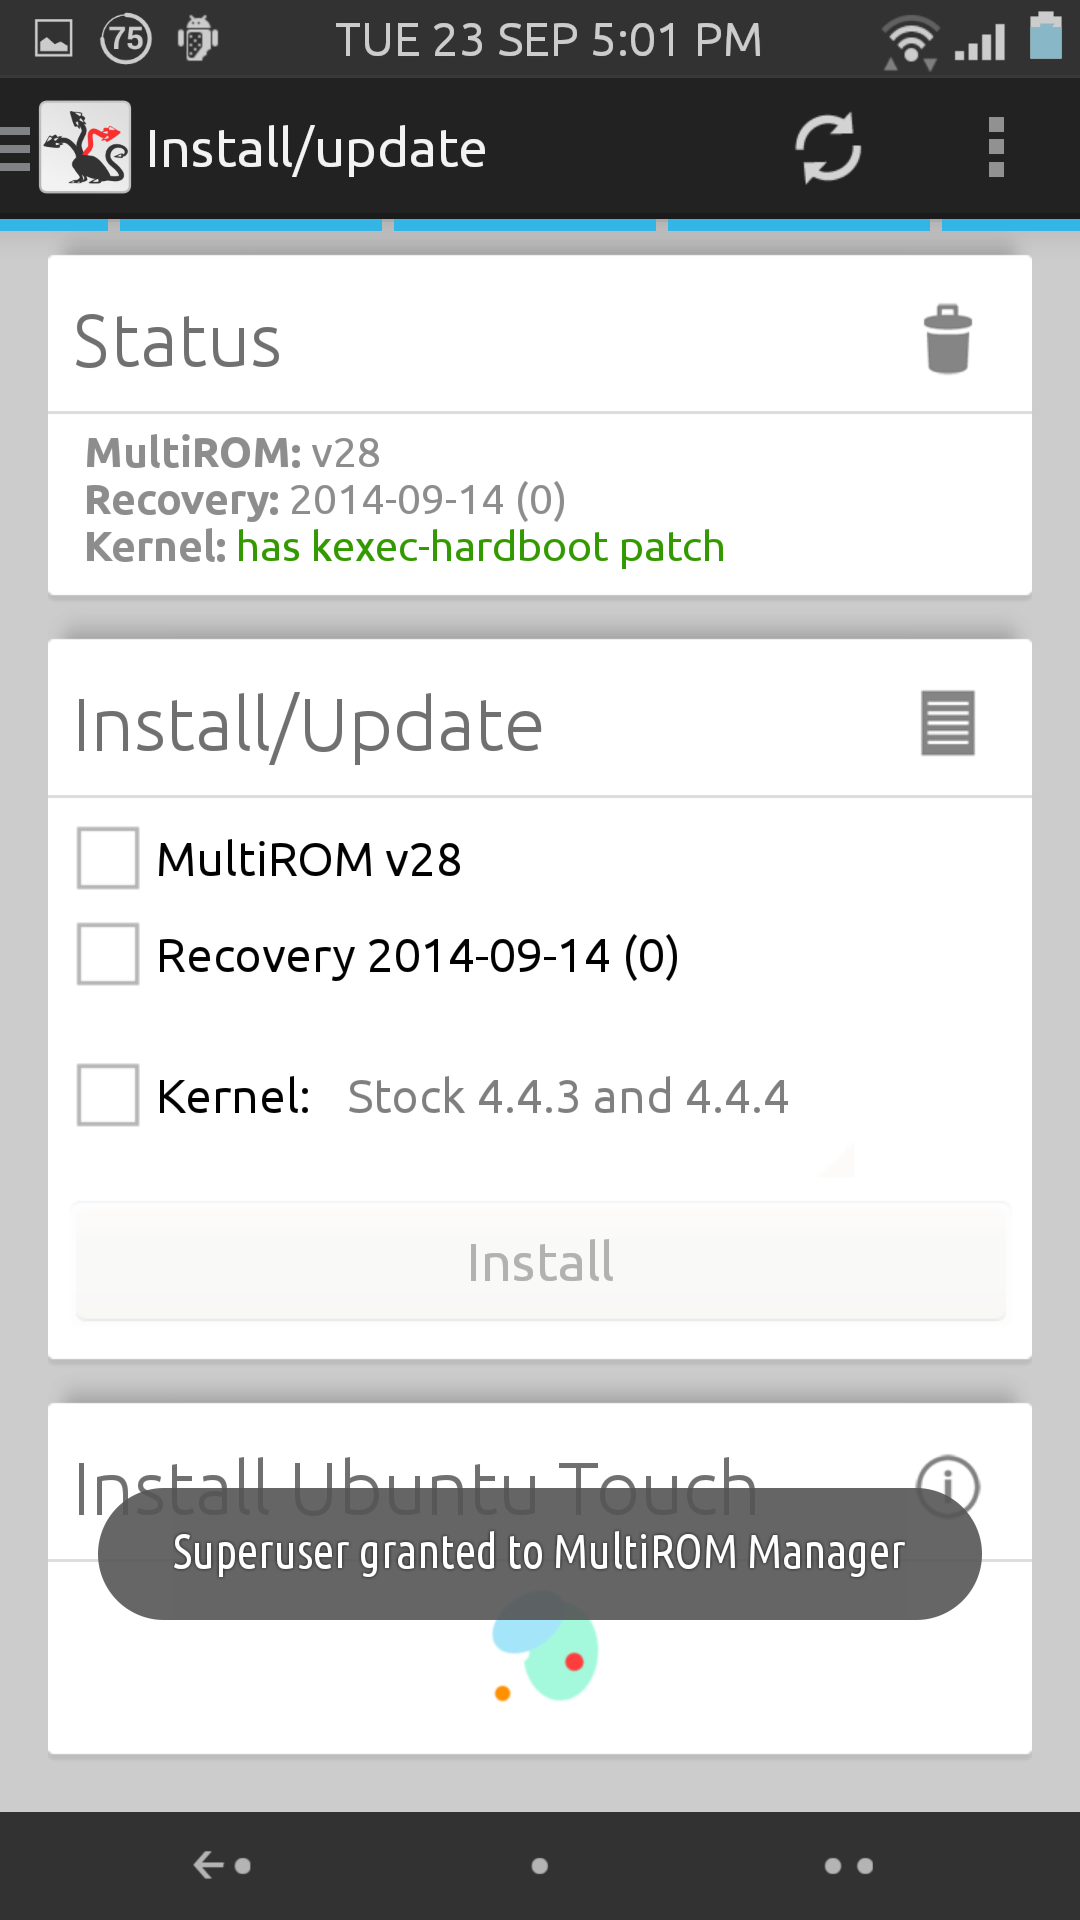 75
TUE 23 SEP 5:01 PM
Install/update
Status
MultiROM: v28
Recovery: 2014-09-14 (0)
Kernel: has kexec-hardboot patch
Install/Update
MultiROM v28
Recovery 2014-09-14 (0)
Kernel: Stock 4.4.3 and 4.4.4
Install
Install Ubuntu Touch
Superuser granted to MultiROM Manager